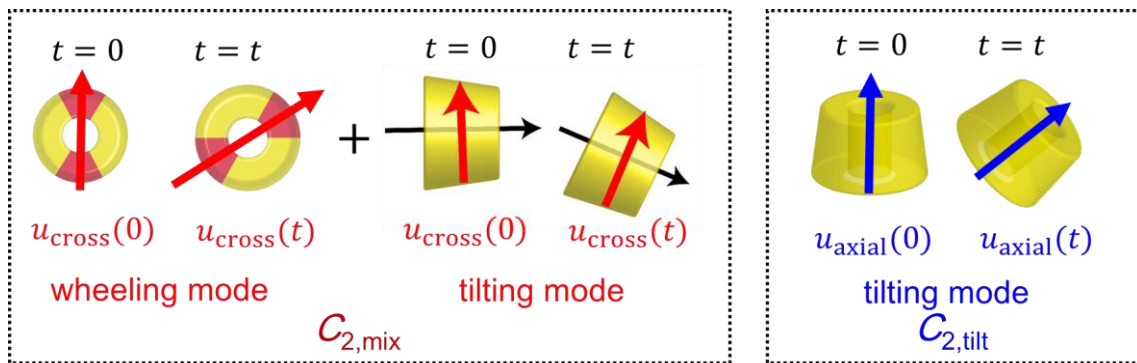 t = 0
t = t
t = 0
t = t
+
u_cross(0)
u_cross(t)
u_cross(0)
u_cross(t)
wheeling mode
tilting mode
C_2,mix
t = 0
t = t
u_axial(0)
u_axial(t)
tilting mode
C_2,tilt